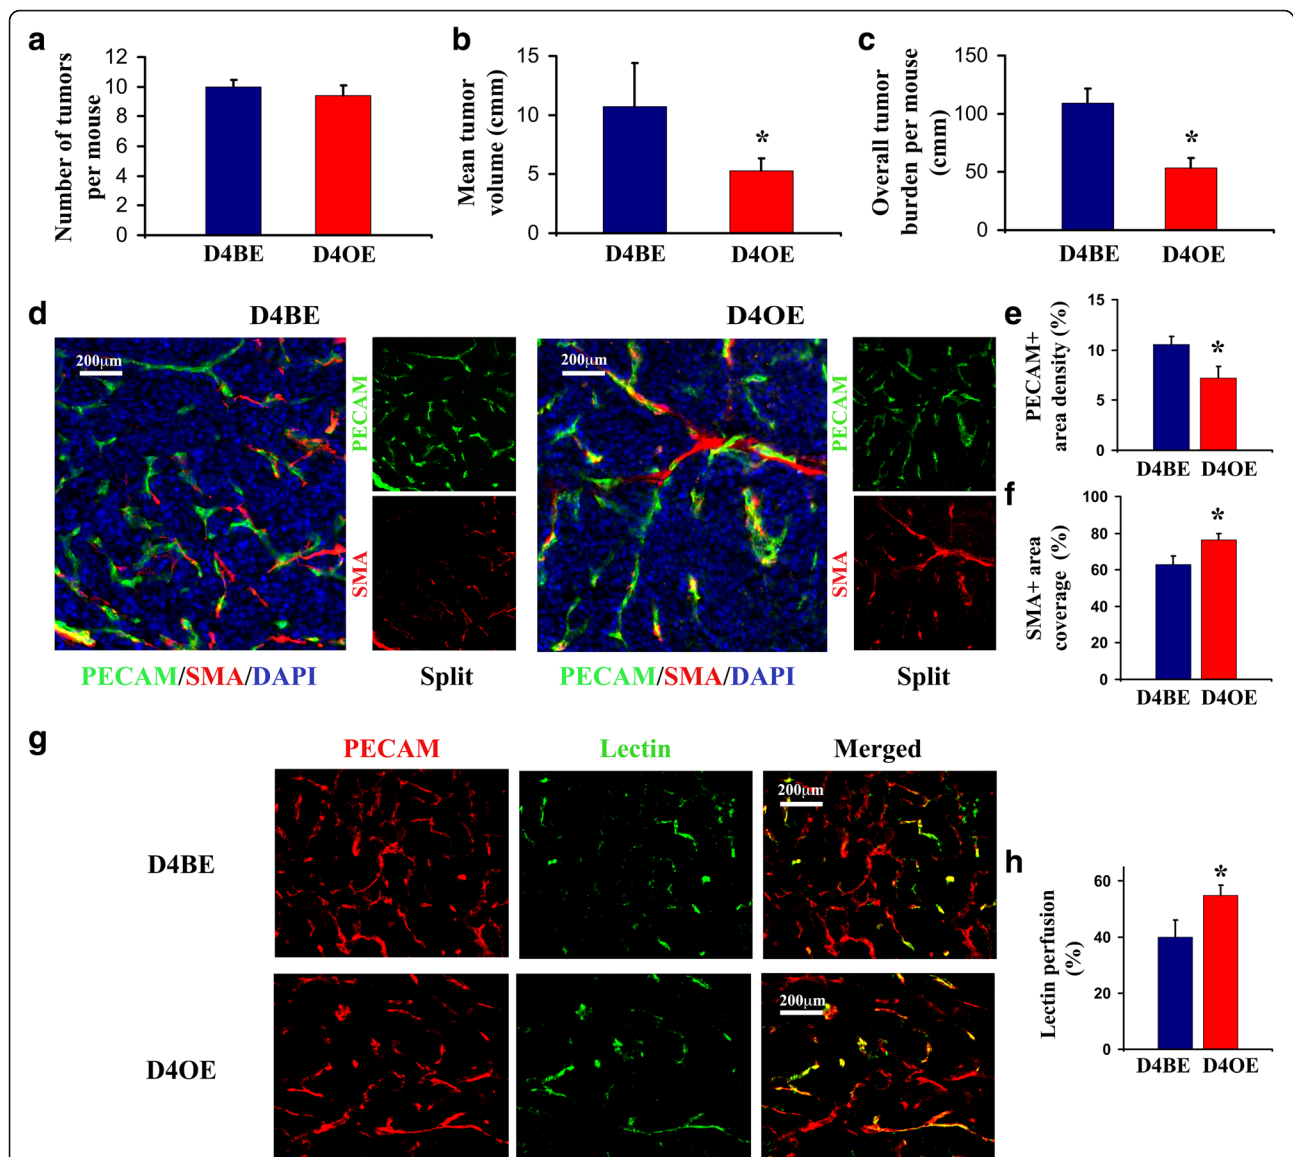 a
Number of tumors
per mouse
12
10
8
6
4
2
0
D4BE
D4OE
b
Mean tumor
volume (cmm)
15
10
5
0
*
D4BE
D4OE
c
Overall tumor
burden per mouse
(cmm)
150
100
50
0
*
D4BE
D4OE
d
D4BE
200μm
PECAM
SMA
PECAM/SMA/DAPI
Split
D4OE
200μm
PECAM
SMA
PECAM/SMA/DAPI
Split
e
PECAM+
area density (%)
15
10
5
0
*
D4BE
D4OE
f
SMA+ area
coverage (%)
100
80
60
40
20
0
*
D4BE
D4OE
g
PECAM
Lectin
Merged
D4BE
200μm
D4OE
200μm
h
Lectin perfusion
(%)
60
40
20
0
*
D4BE
D4OE